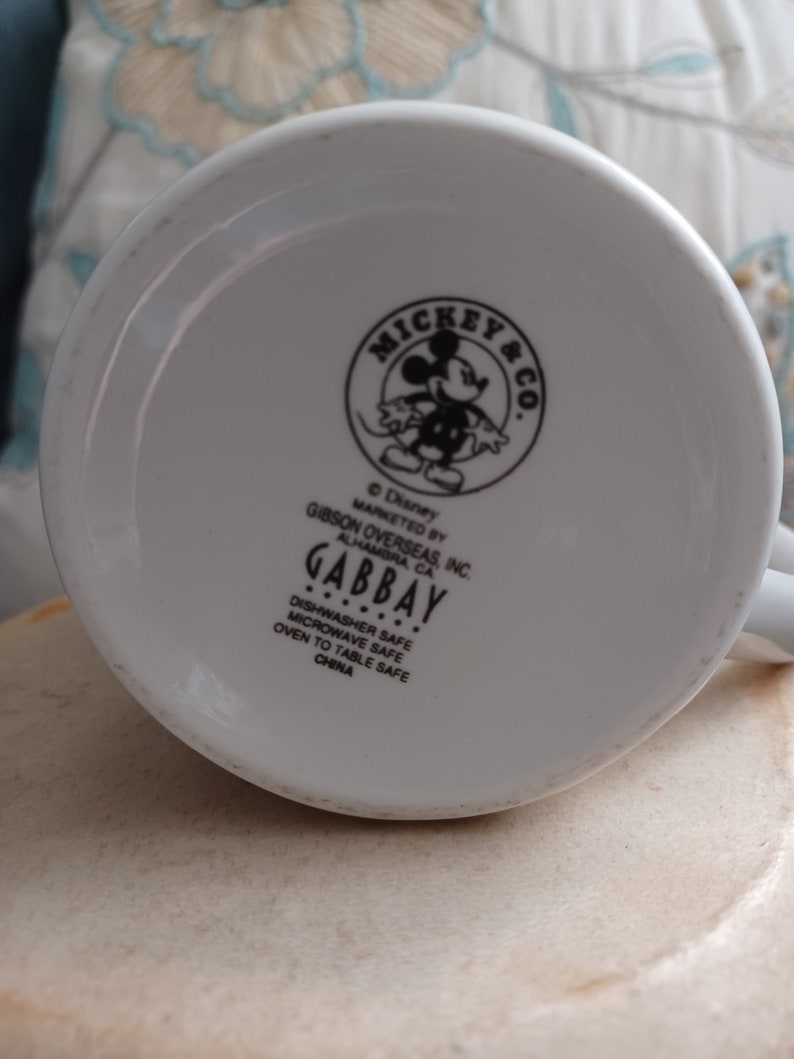 MICKEY & CO.
© Disney
MARKETED BY
GIBSON OVERSEAS, INC.
ALHAMBRA, CA.
GABBAY
DISHWASHER SAFE
MICROWAVE SAFE
OVEN TO TABLE SAFE
CHINA